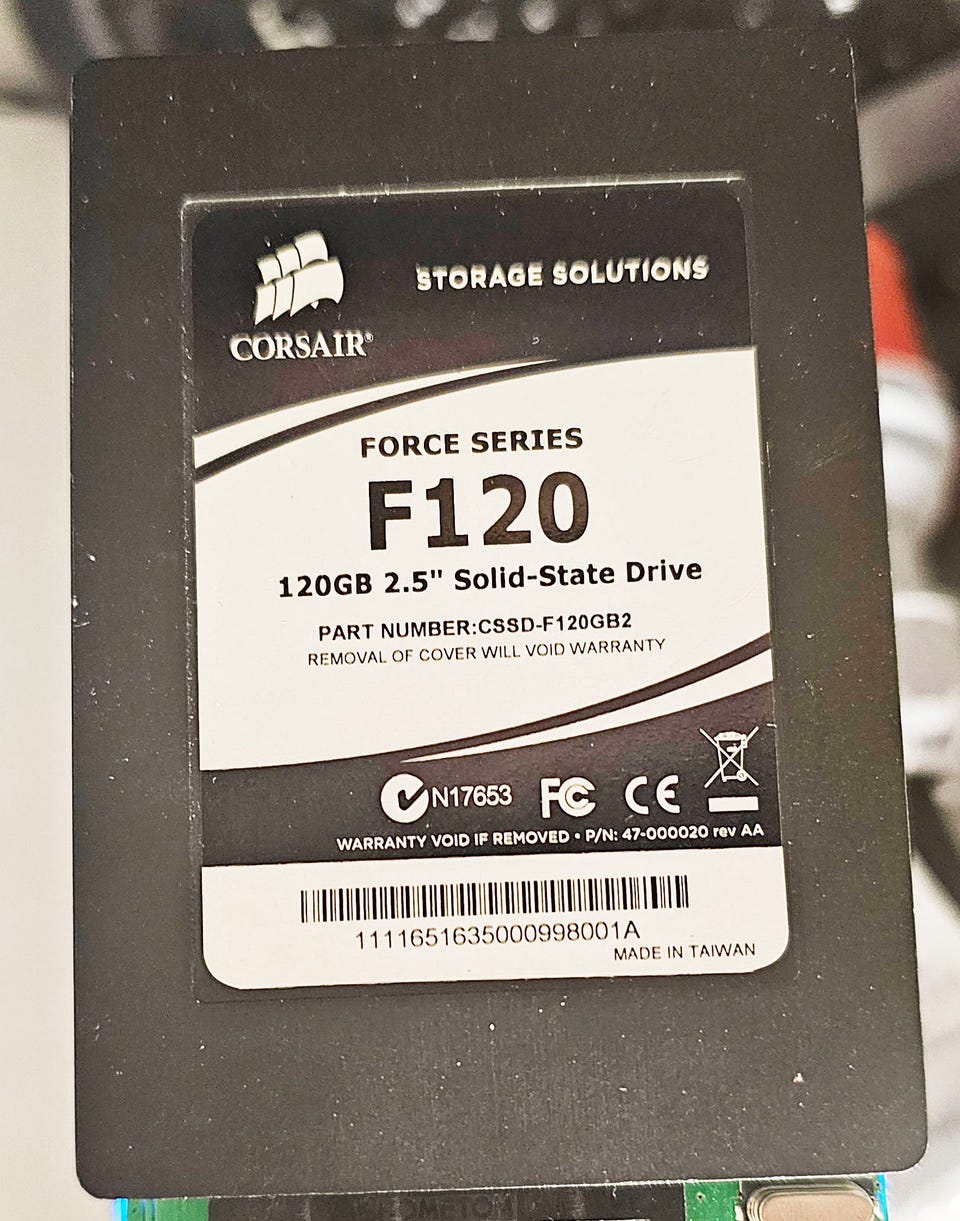 STORAGE SOLUTIONS
CORSAIR®
FORCE SERIES
F120
120GB 2.5" Solid-State Drive
PART NUMBER:CSSD-F120GB2
REMOVAL OF COVER WILL VOID WARRANTY
N17653 FC CE
WARRANTY VOID IF REMOVED • P/N: 47-000020 rev AA
1111651635000998001A
MADE IN TAIWAN